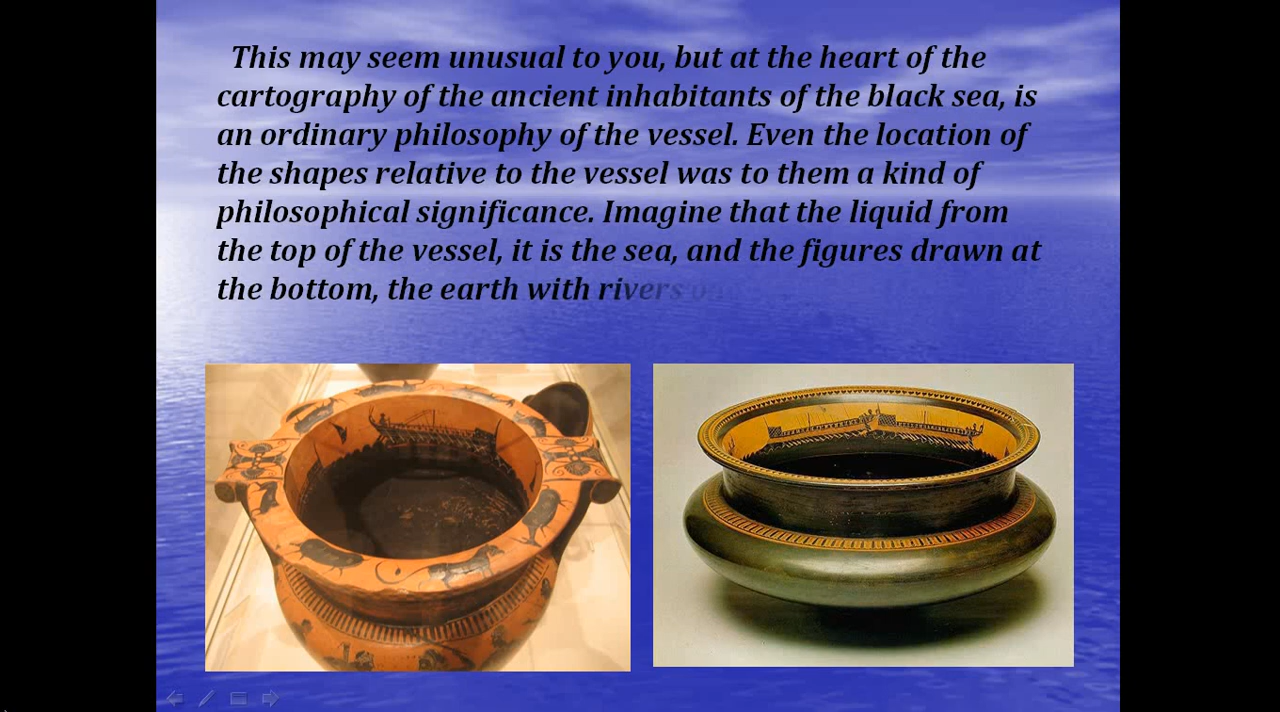 This may seem unusual to you, but at the heart of the
cartography of the ancient inhabitants of the black sea, is
an ordinary philosophy of the vessel. Even the location of
the shapes relative to the vessel was to them a kind of
philosophical significance. Imagine that the liquid from
the top of the vessel, it is the sea, and the figures drawn at
the bottom, the earth with rivers